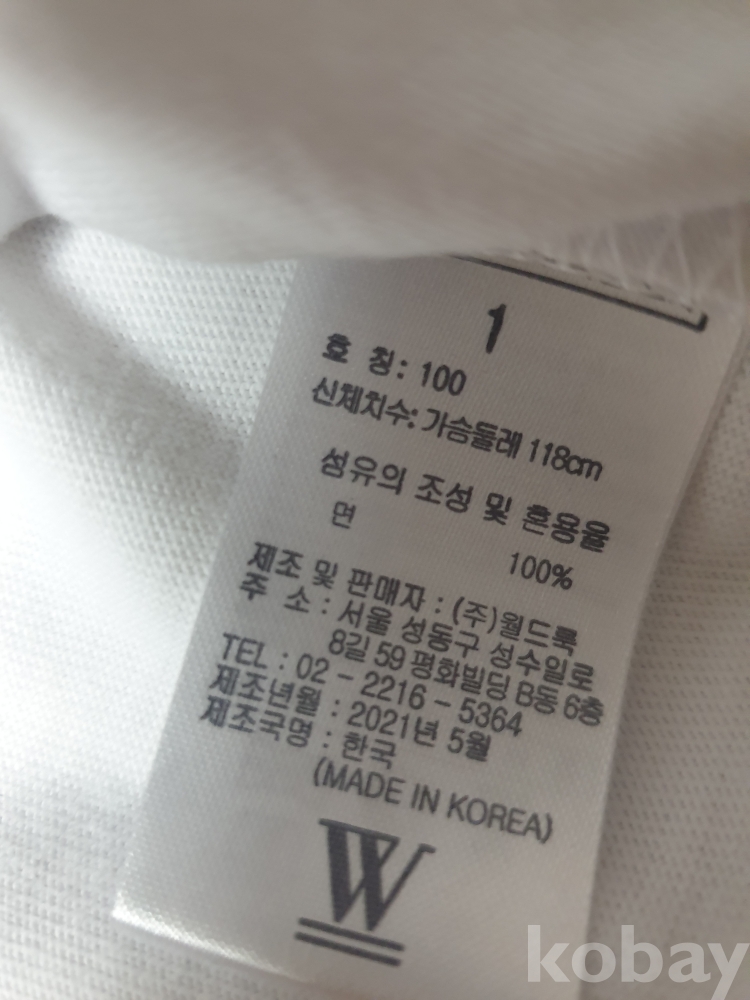 1
호 칭: 100
신체치수: 가슴둘레 118cm
섬유의 조성 및 혼용율
면 100%
제조 및 판매자 : (주)월드룩
주 소 : 서울 성동구 성수일로
8길 59 평화빌딩 B동 6층
TEL : 02 - 2216 - 5364
제조년월 : 2021년 5월
제조국명 : 한국
(MADE IN KOREA)
W
kobay